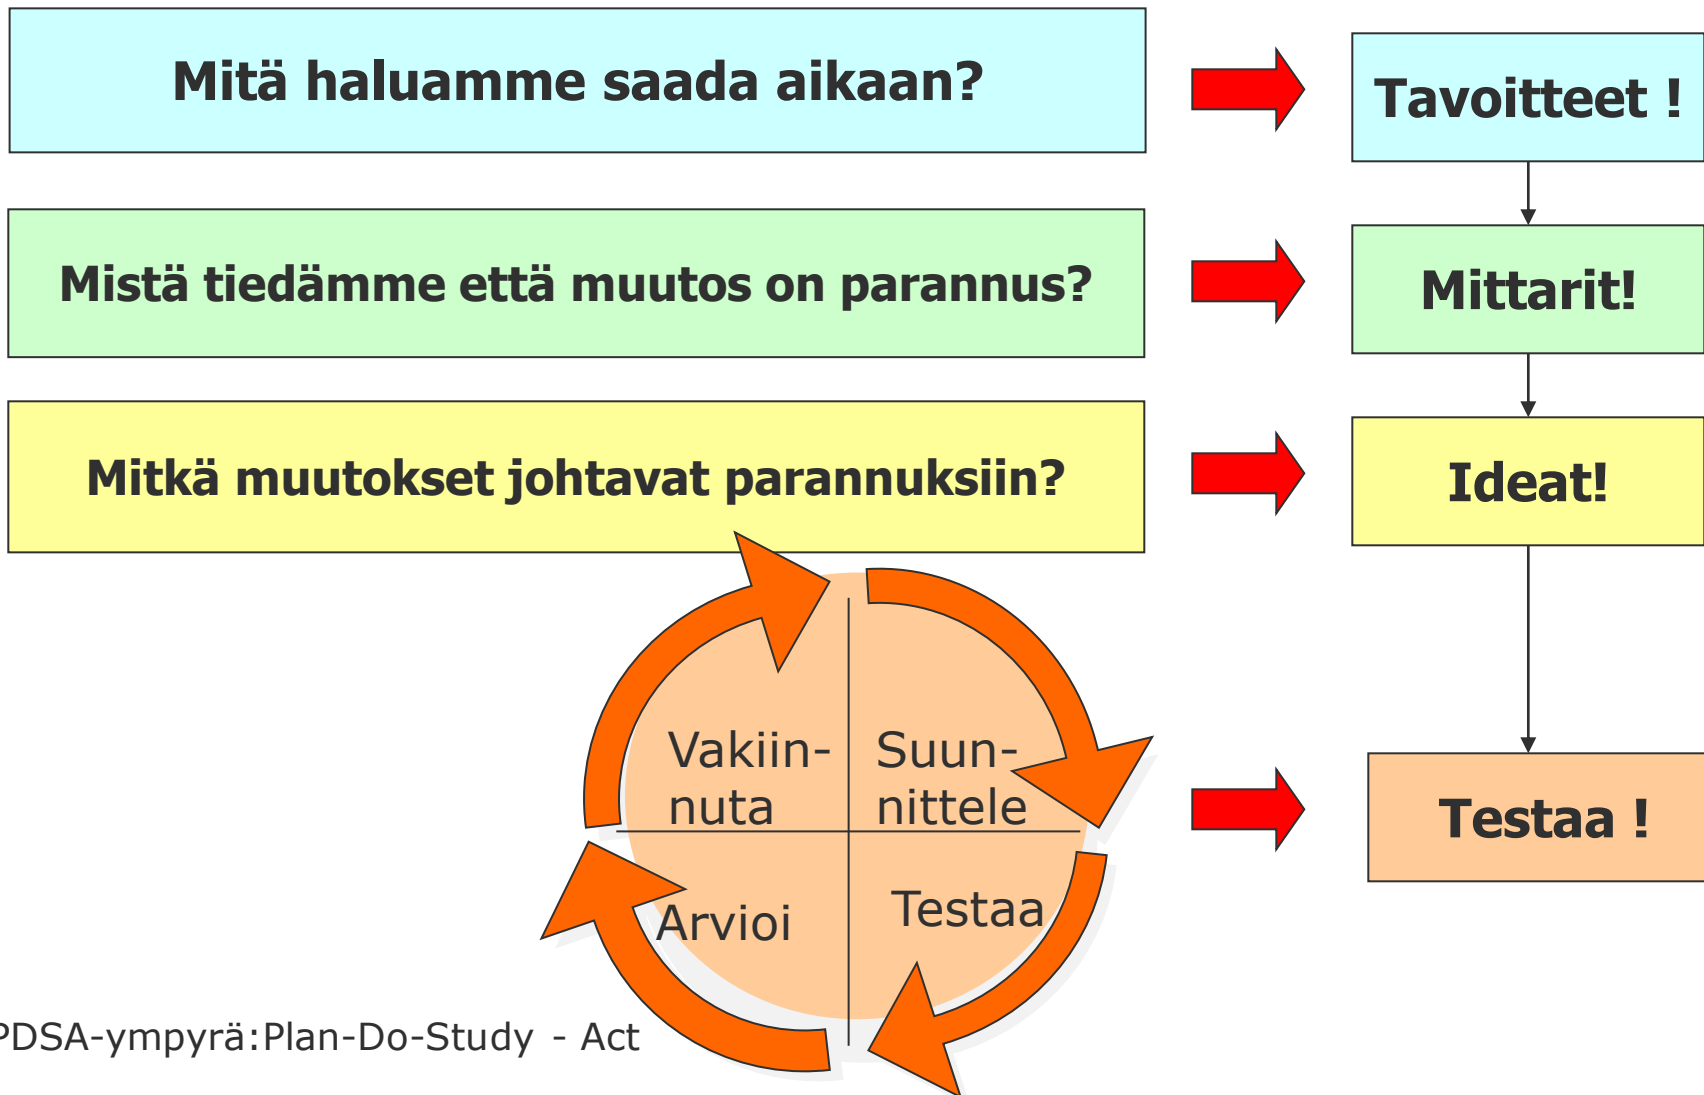 Mitä haluamme saada aikaan?
Tavoitteet !
Mistä tiedämme että muutos on parannus?
Mittarit!
Mitkä muutokset johtavat parannuksiin?
Ideat!
Vakiin-
nuta
Suun-
nittele
Testaa !
Arvioi
Testaa
PDSA-ympyrä:Plan-Do-Study - Act